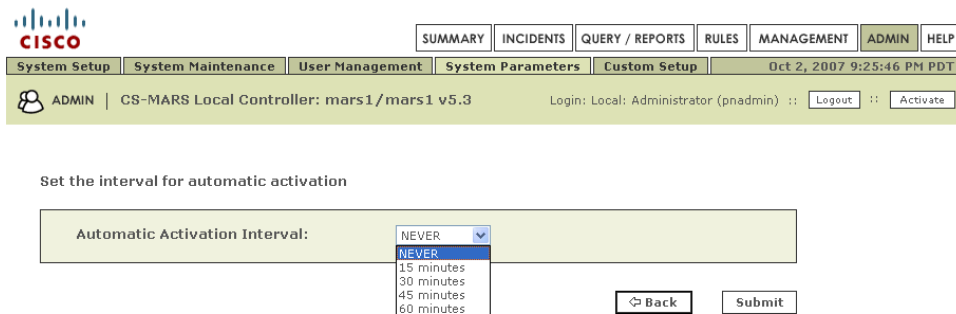 CISCO
SUMMARY INCIDENTS QUERY / REPORTS RULES MANAGEMENT ADMIN HELP
System Setup System Maintenance User Management System Parameters Custom Setup Oct 2, 2007 9:25:46 PM PDT
ADMIN | CS-MARS Local Controller: mars1/mars1 v5.3 Login: Local: Administrator (pnadmin) :: Logout :: Activate
Set the interval for automatic activation
Automatic Activation Interval: NEVER
NEVER
15 minutes
30 minutes
45 minutes
60 minutes
Back Submit